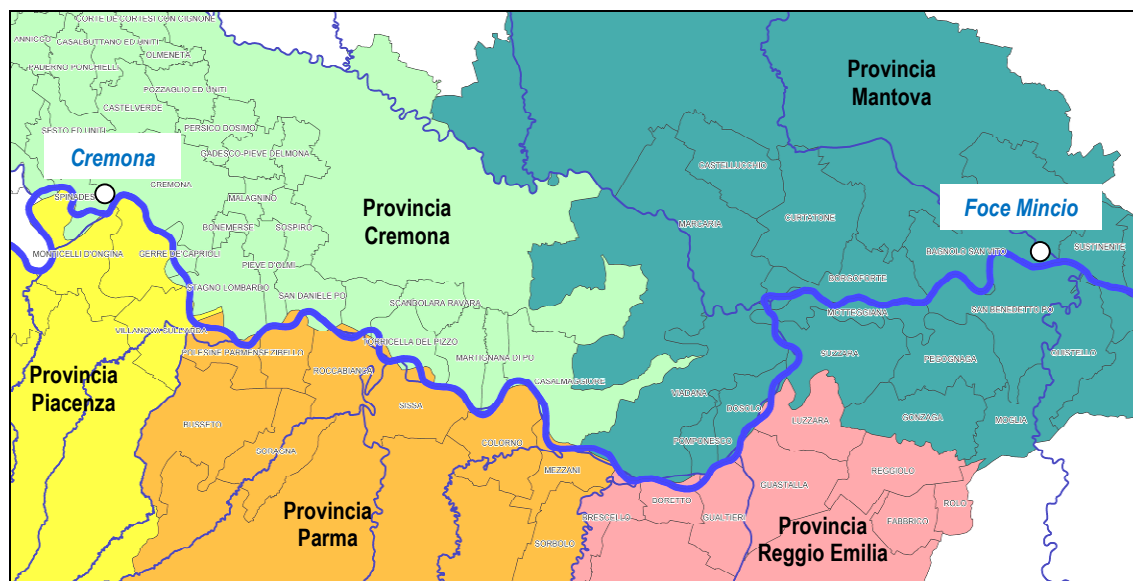 CORTE DE CORTESI CON CIGNONE
ANNICCO
CASALBUTTANO ED UNITI
OLMENETA
PADERNO PONCHIELLI
POZZAGLIO ED UNITI
CASTELVERDE
SESTO ED UNITI
PERSICO DOSIMO
Cremona
GADESCO-PIEVE DELMONA
CREMONA
SPINADES
MALAGNINO
BONEMERSE
SOSPIRO
Provincia
Cremona
MONTICELLI D'ONGINA
GERRE DE'CAPRIOLI
PIEVE D'OLMI
STAGNO LOMBARDO
SAN DANIELE PO
SCANDOLARA RAVARA
VILLANOVA SULL'ARDA
TORRICELLA DEL PIZZO
MARTIGNANA DI PO
POLESINE PARMENSE
ZIBELLO
ROCCABIANCA
CASALMAGGIORE
Provincia
Piacenza
SISSA
BUSSETO
SORAGNA
COLORNO
MEZZANI
Provincia
Parma
SORBOLO
Provincia
Mantova
CASTELLUCCHIO
MARCARIA
CURTATONE
Foce Mincio
BAGNOLO SAN VITO
SUSTINENTE
BORGOFORTE
MOTTEGGIANA
SAN BENEDETTO PO
SUZZARA
PEGOGNAGA
QUISTELLO
VIADANA
DOSOLO
LUZZARA
GONZAGA
MOGLIA
POMPONESCO
REGGIOLO
GUASTALLA
BORETTO
ROLO
BRESCELLO
GUALTIERI
FABBRICO
Provincia
Reggio Emilia